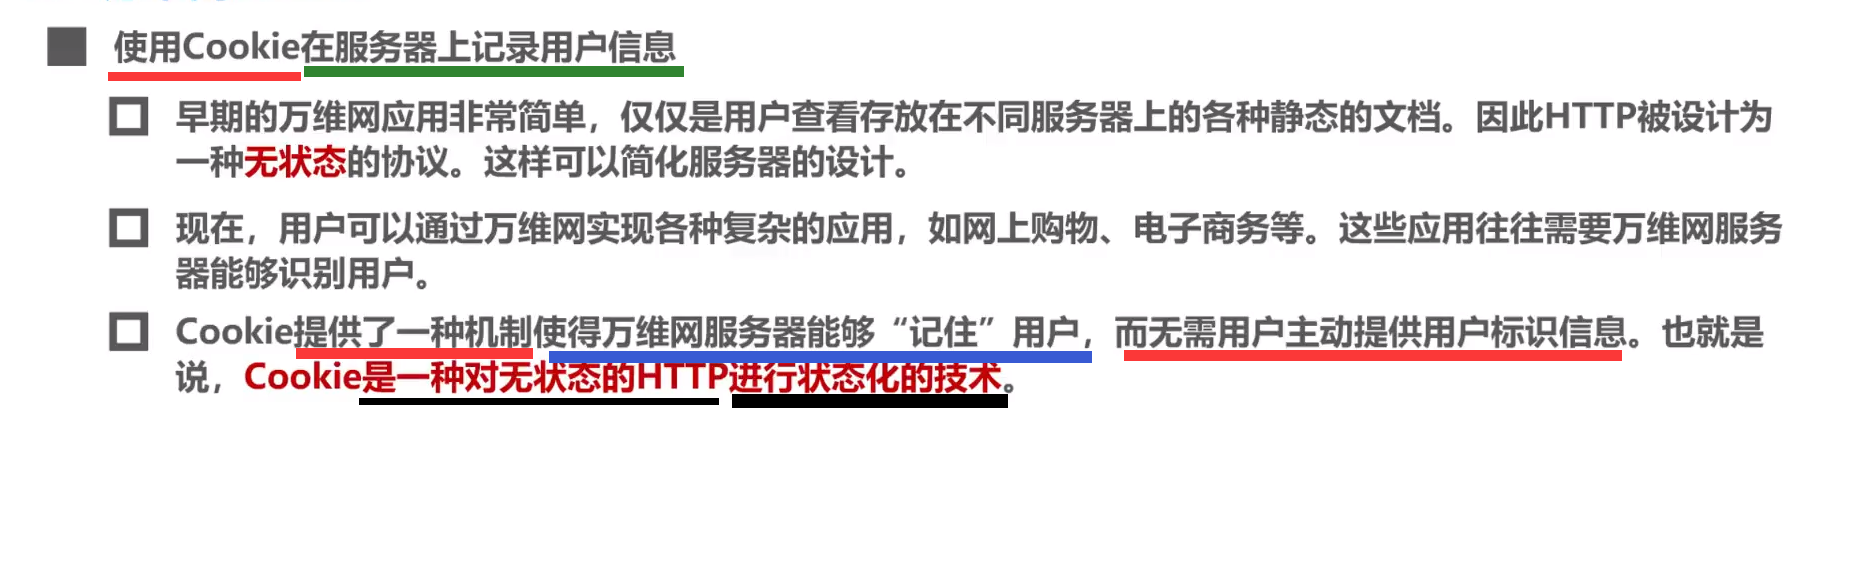 使用Cookie在服务器上记录用户信息
早期的万维网应用非常简单，仅仅是用户查看存放在不同服务器上的各种静态的文档。因此HTTP被设计为
一种无状态的协议。这样可以简化服务器的设计。
现在，用户可以通过万维网实现各种复杂的应用，如网上购物、电子商务等。这些应用往往需要万维网服务
器能够识别用户。
Cookie提供了一种机制使得万维网服务器能够“记住”用户，而无需用户主动提供用户标识信息。也就是
说，Cookie是一种对无状态的HTTP进行状态化的技术。